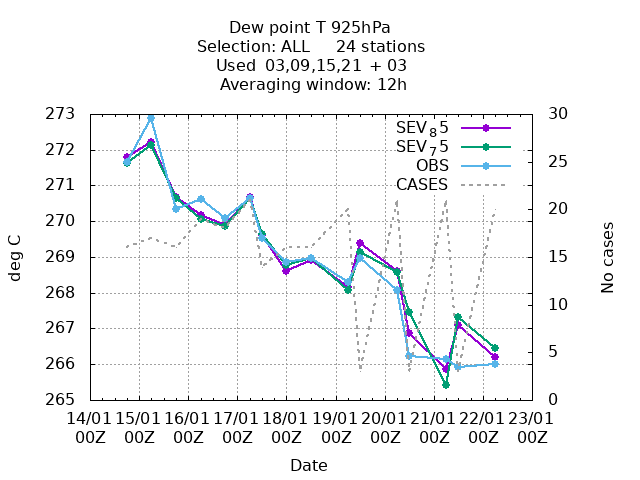 Dew point T 925hPa
Selection: ALL 24 stations
Used 03,09,15,21 + 03
Averaging window: 12h
273
272
271
270
269
268
267
266
265
deg C
30
25
20
15
10
5
0
No cases
SEV₈5
SEV₇5
OBS
CASES
14/01 15/01 16/01 17/01 18/01 19/01 20/01 21/01 22/01 23/01
00Z 00Z 00Z 00Z 00Z 00Z 00Z 00Z 00Z 00Z
Date